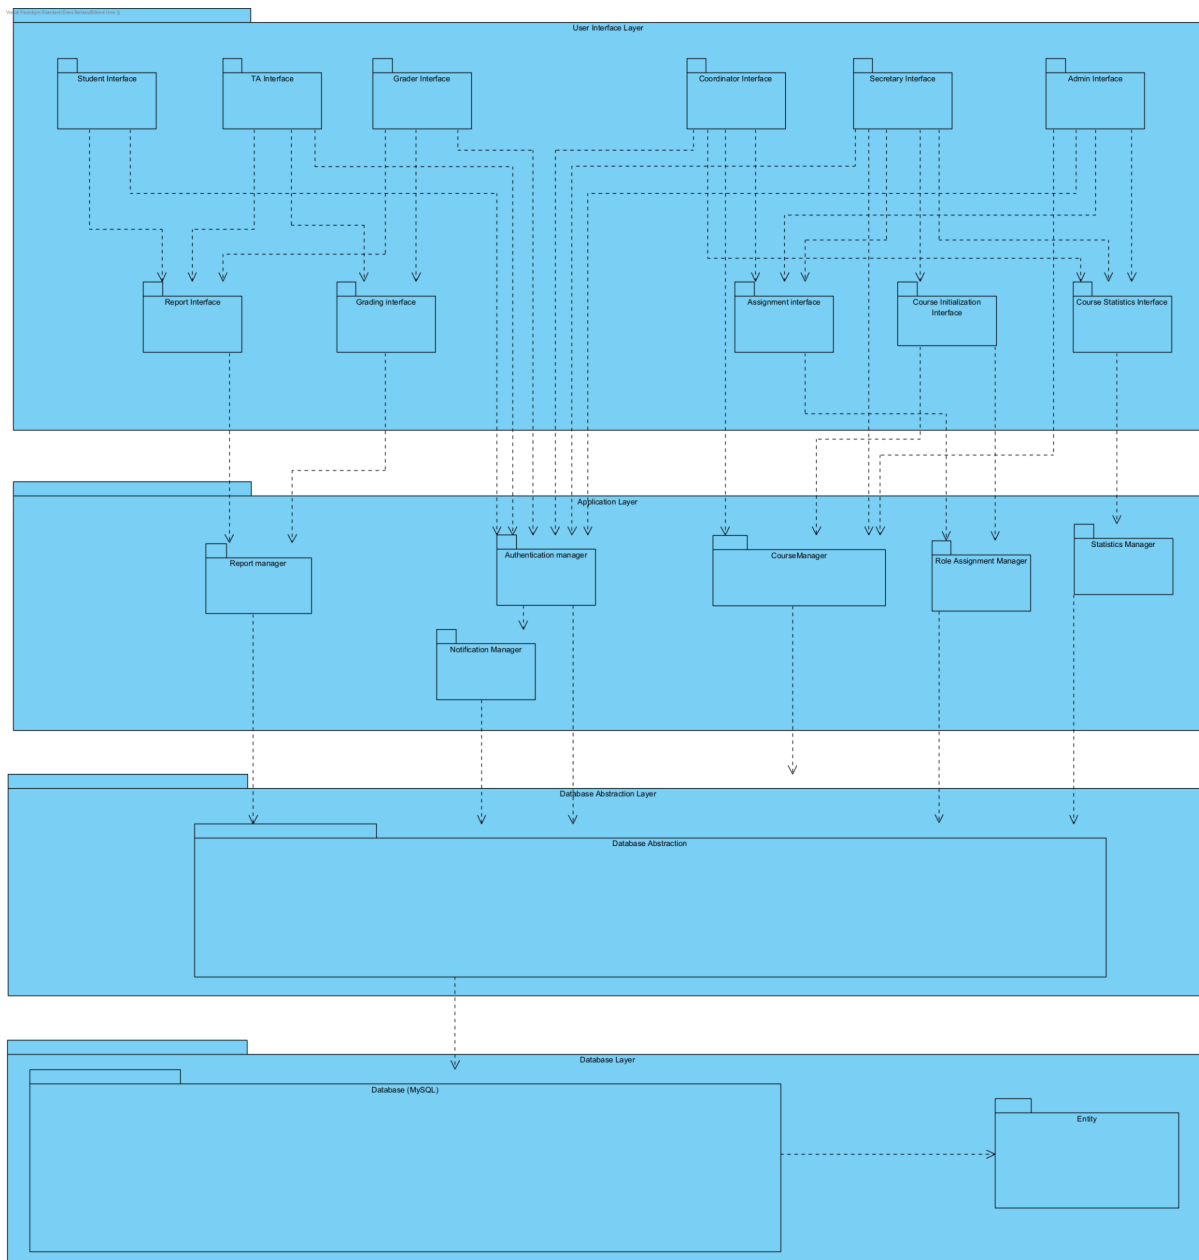 User Interface Layer
Student Interface
TA Interface
Grader Interface
Coordinator Interface
Secretary Interface
Admin Interface
Report Interface
Grading interface
Assignment interface
Course Initialization
Interface
Course Statistics Interface
Application Layer
Report manager
Authentication manager
CourseManager
Role Assignment Manager
Statistics Manager
Notification Manager
Database Abstraction Layer
Database Abstraction
Database Layer
Database (MySQL)
Entity